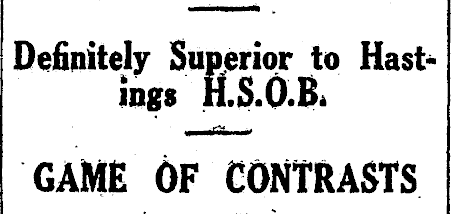 Definitely Superior to Hast-
ings H.S.O.B.
GAME OF CONTRASTS